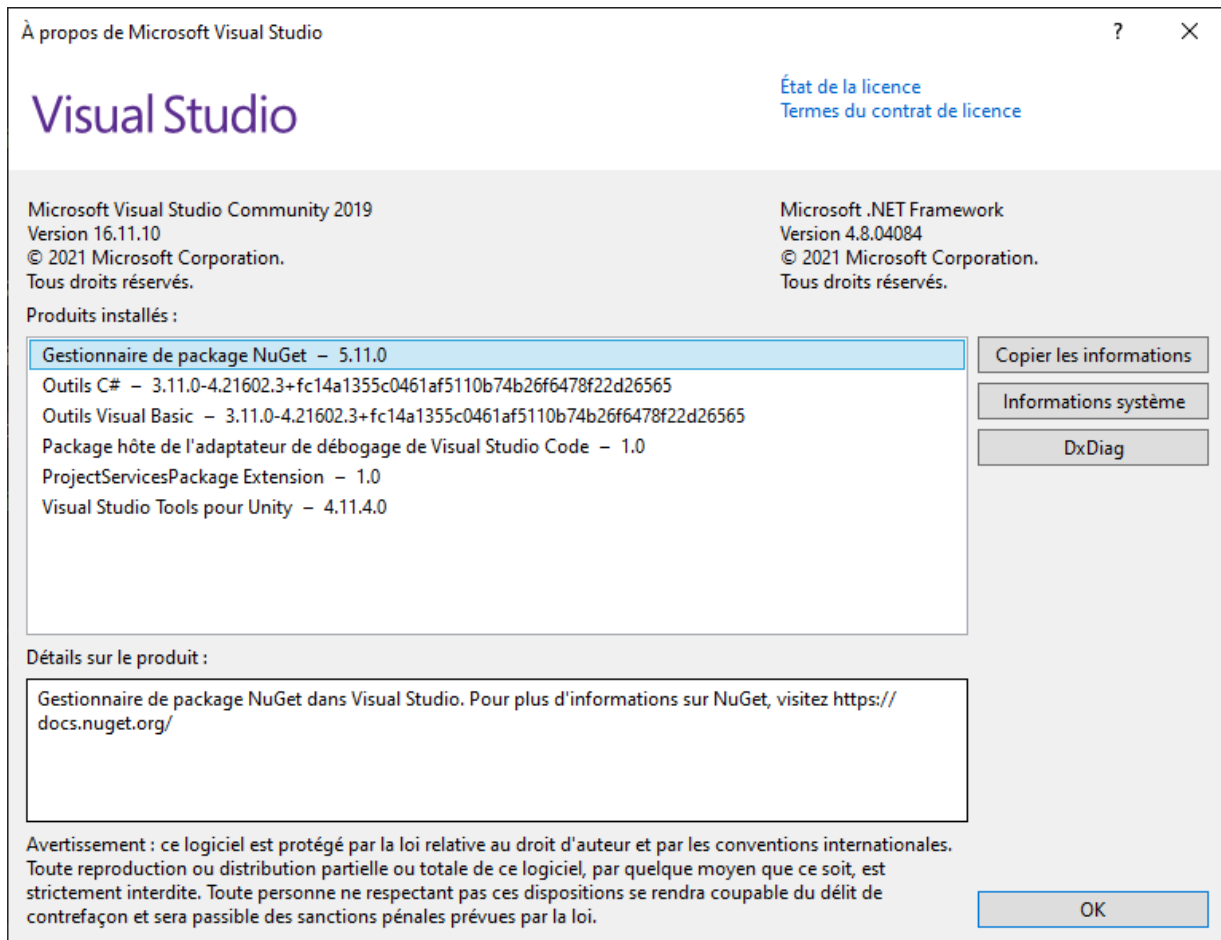 À propos de Microsoft Visual Studio
?
Visual Studio
État de la licence
Termes du contrat de licence
Microsoft Visual Studio Community 2019
Version 16.11.10
© 2021 Microsoft Corporation.
Tous droits réservés.
Microsoft .NET Framework
Version 4.8.04084
© 2021 Microsoft Corporation.
Tous droits réservés.
Produits installés :
Gestionnaire de package NuGet – 5.11.0
Outils C# – 3.11.0-4.21602.3+fc14a1355c0461af5110b74b26f6478f22d26565
Outils Visual Basic – 3.11.0-4.21602.3+fc14a1355c0461af5110b74b26f6478f22d26565
Package hôte de l'adaptateur de débogage de Visual Studio Code – 1.0
ProjectServicesPackage Extension – 1.0
Visual Studio Tools pour Unity – 4.11.4.0
Copier les informations
Informations système
DxDiag
Détails sur le produit :
Gestionnaire de package NuGet dans Visual Studio. Pour plus d'informations sur NuGet, visitez https://
docs.nuget.org/
Avertissement : ce logiciel est protégé par la loi relative au droit d'auteur et par les conventions internationales.
Toute reproduction ou distribution partielle ou totale de ce logiciel, par quelque moyen que ce soit, est
strictement interdite. Toute personne ne respectant pas ces dispositions se rendra coupable du délit de
contrefaçon et sera passible des sanctions pénales prévues par la loi.
OK